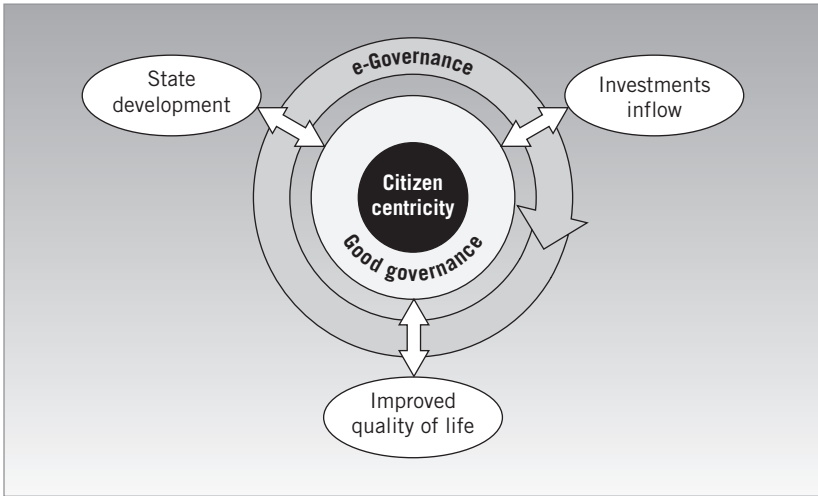 e-Governance
State
development
Investments
inflow
Citizen
centricity
Good governance
Improved
quality of life